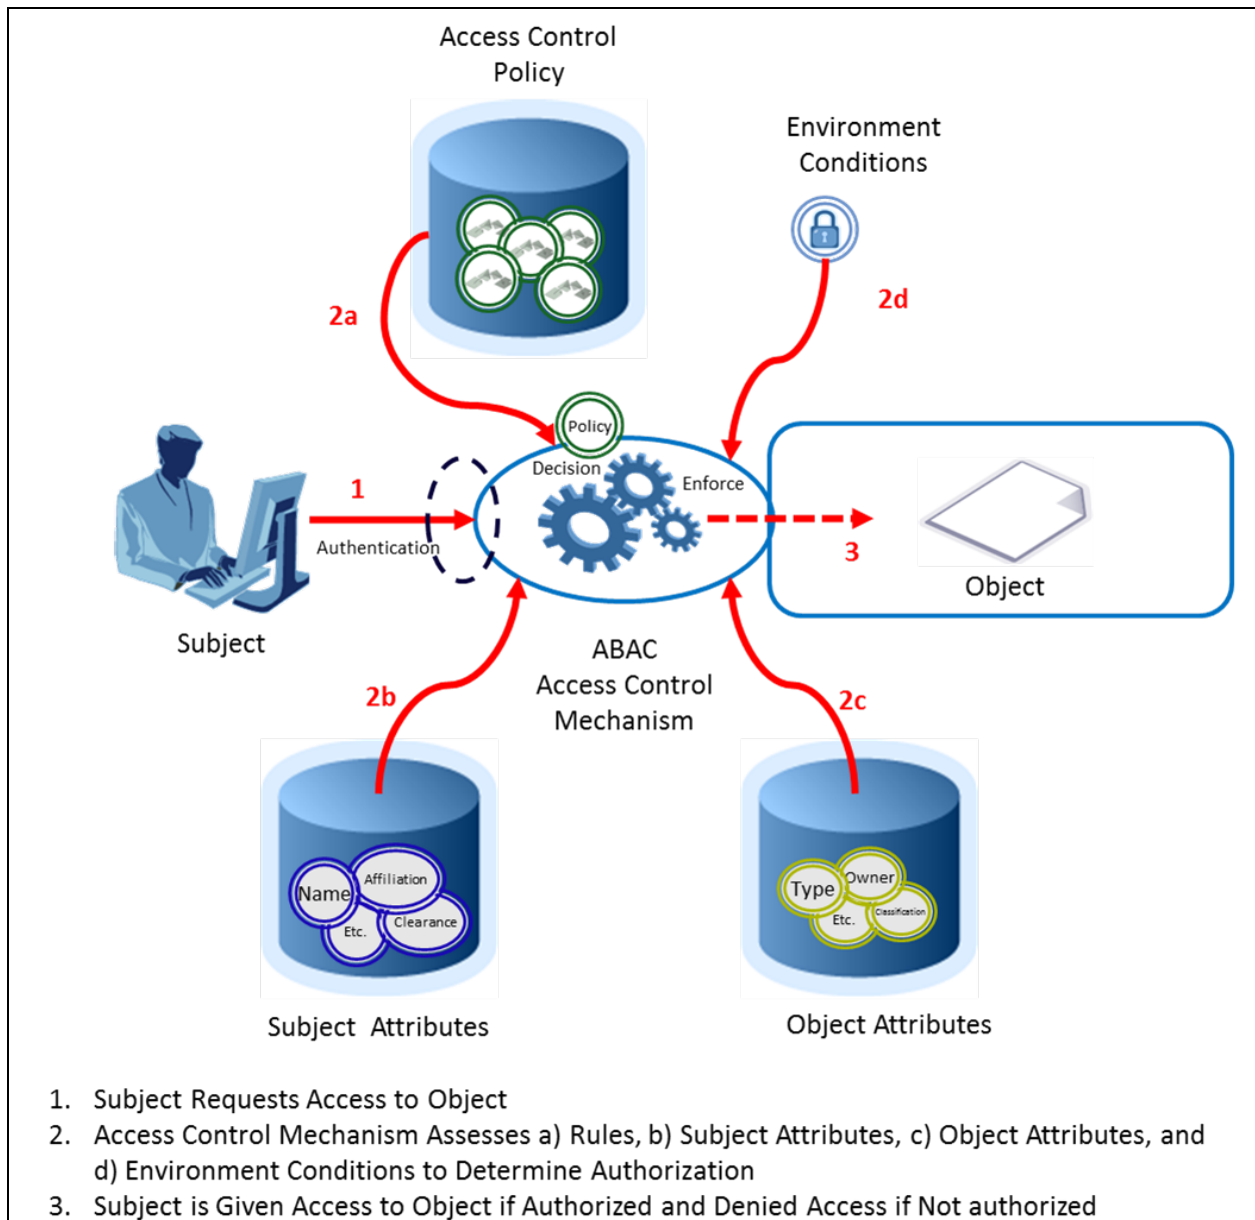 Access Control
Policy
Environment
Conditions
2a
2d
Policy
Decision
Enforce
1
Authentication
3
Object
Subject
ABAC
Access Control
Mechanism
2b
2c
Name
Affiliation
Etc.
Clearance
Type
Owner
Etc.
Classification
Subject Attributes
Object Attributes
1. Subject Requests Access to Object
2. Access Control Mechanism Assesses a) Rules, b) Subject Attributes, c) Object Attributes, and
d) Environment Conditions to Determine Authorization
3. Subject is Given Access to Object if Authorized and Denied Access if Not authorized